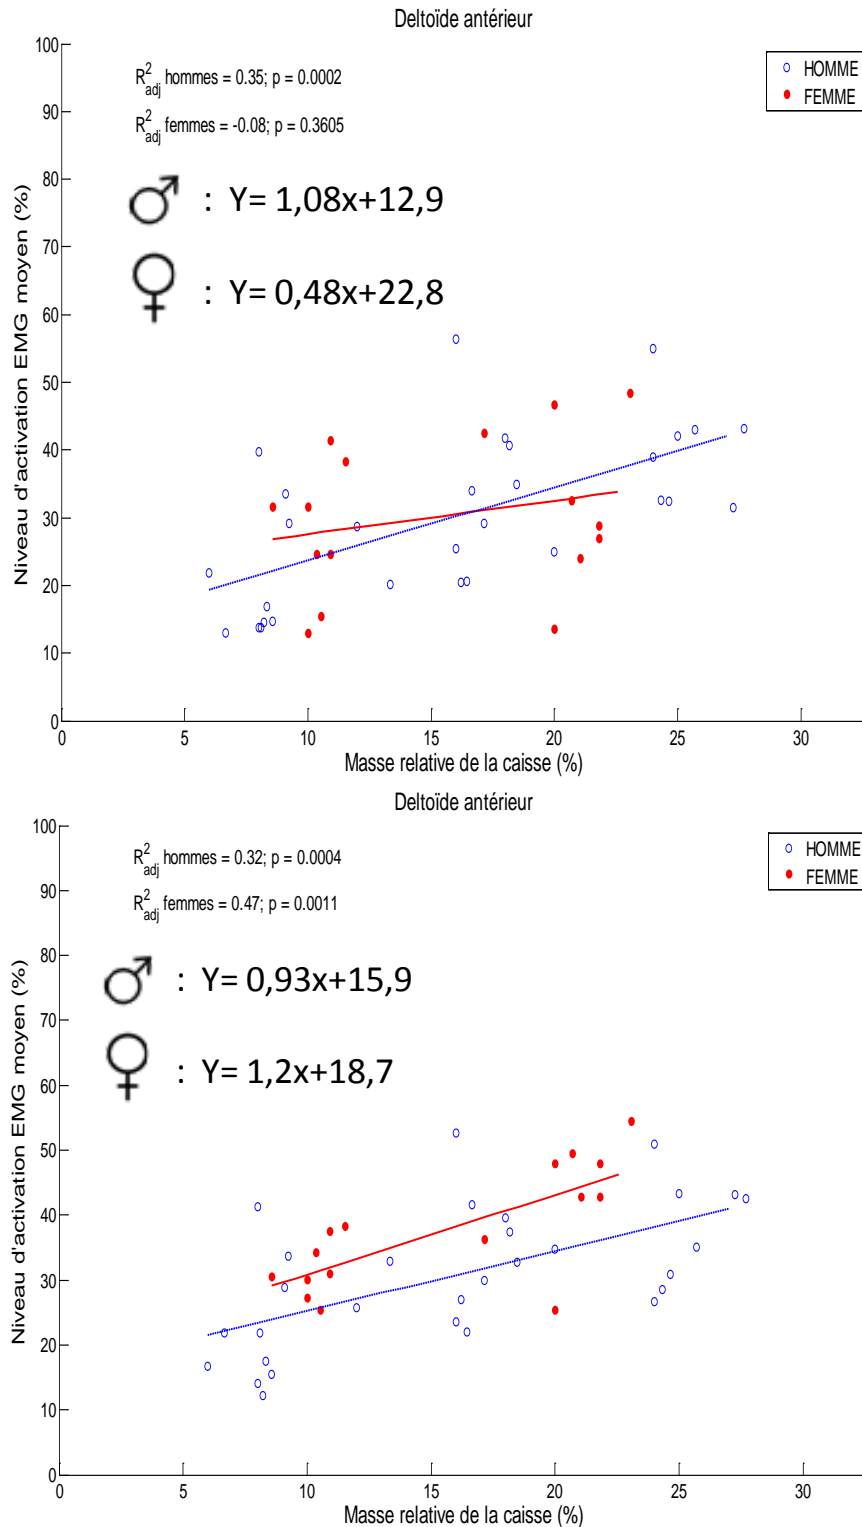 Deltoïde antérieur
100
90
80
70
60
50
40
30
20
10
0
Niveau d'activation EMG moyen (%)
R²adj hommes = 0.35; p = 0.0002
R²adj femmes = -0.08; p = 0.3605
HOMME
FEMME
♂ : Y= 1,08x+12,9
♀ : Y= 0,48x+22,8
0 5 10 15 20 25 30
Masse relative de la caisse (%)
Deltoïde antérieur
100
90
80
70
60
50
40
30
20
10
0
Niveau d'activation EMG moyen (%)
R²adj hommes = 0.32; p = 0.0004
R²adj femmes = 0.47; p = 0.0011
HOMME
FEMME
♂ : Y= 0,93x+15,9
♀ : Y= 1,2x+18,7
0 5 10 15 20 25 30
Masse relative de la caisse (%)